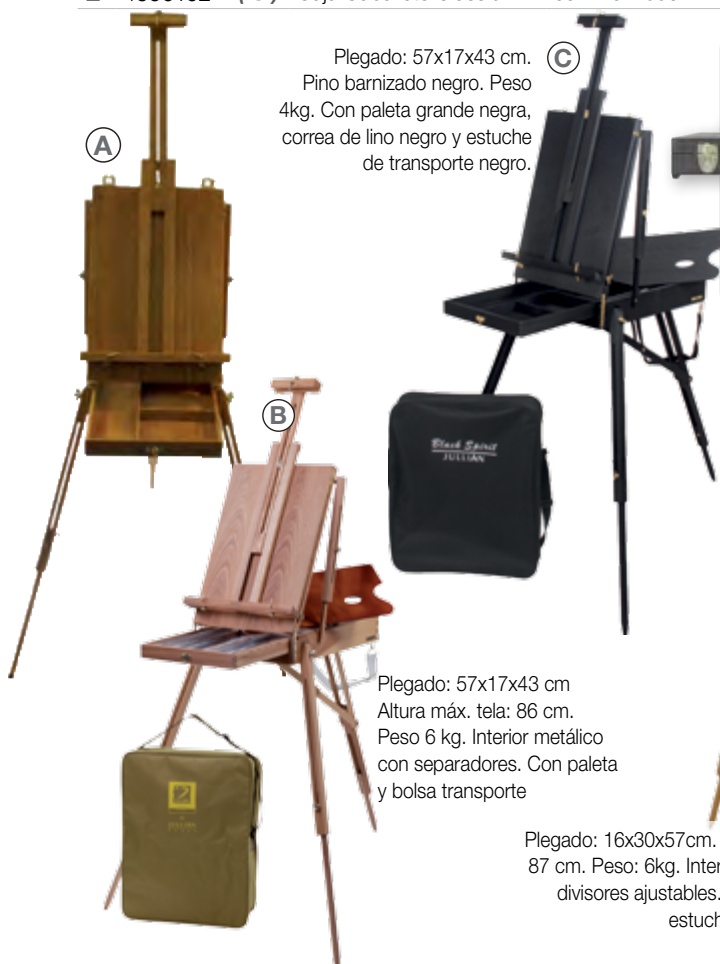 Plegado: 57x17x43 cm.
Pino barnizado negro. Peso
4kg. Con paleta grande negra,
correa de lino negro y estuche
de transporte negro.
C
A
Black Spirit
JULLIAN
B
Plegado: 57x17x43 cm
Altura máx. tela: 86 cm.
Peso 6 kg. Interior metálico
con separadores. Con paleta
y bolsa transporte
Plegado: 16x30x57cm.
87 cm. Peso: 6kg. Inter
divisores ajustables.
estuch